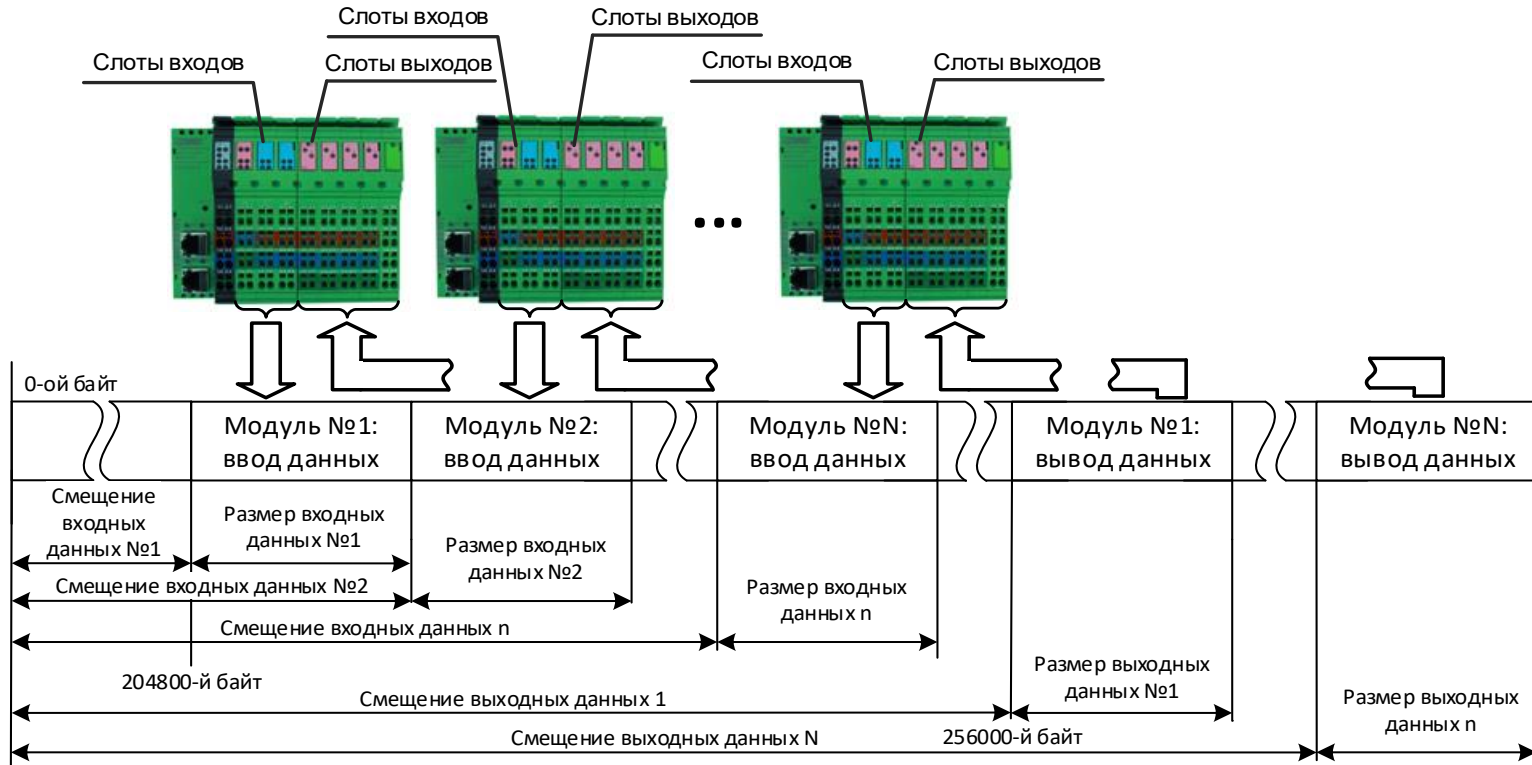 Слоты входов
Слоты выходов
Слоты входов
Слоты выходов
Слоты входов
Слоты выходов
...
0-ой байт
Модуль №1:
ввод данных
Модуль №2:
ввод данных
Модуль №N:
ввод данных
Модуль №1:
вывод данных
Модуль №N:
вывод данных
Смещение
входных
данных №1
Размер входных
данных №1
Размер входных
данных №2
Смещение входных данных №2
Размер входных
данных n
Смещение входных данных n
204800-й байт
Размер выходных
данных №1
Смещение выходных данных 1
Размер выходных
данных n
Смещение выходных данных N
256000-й байт